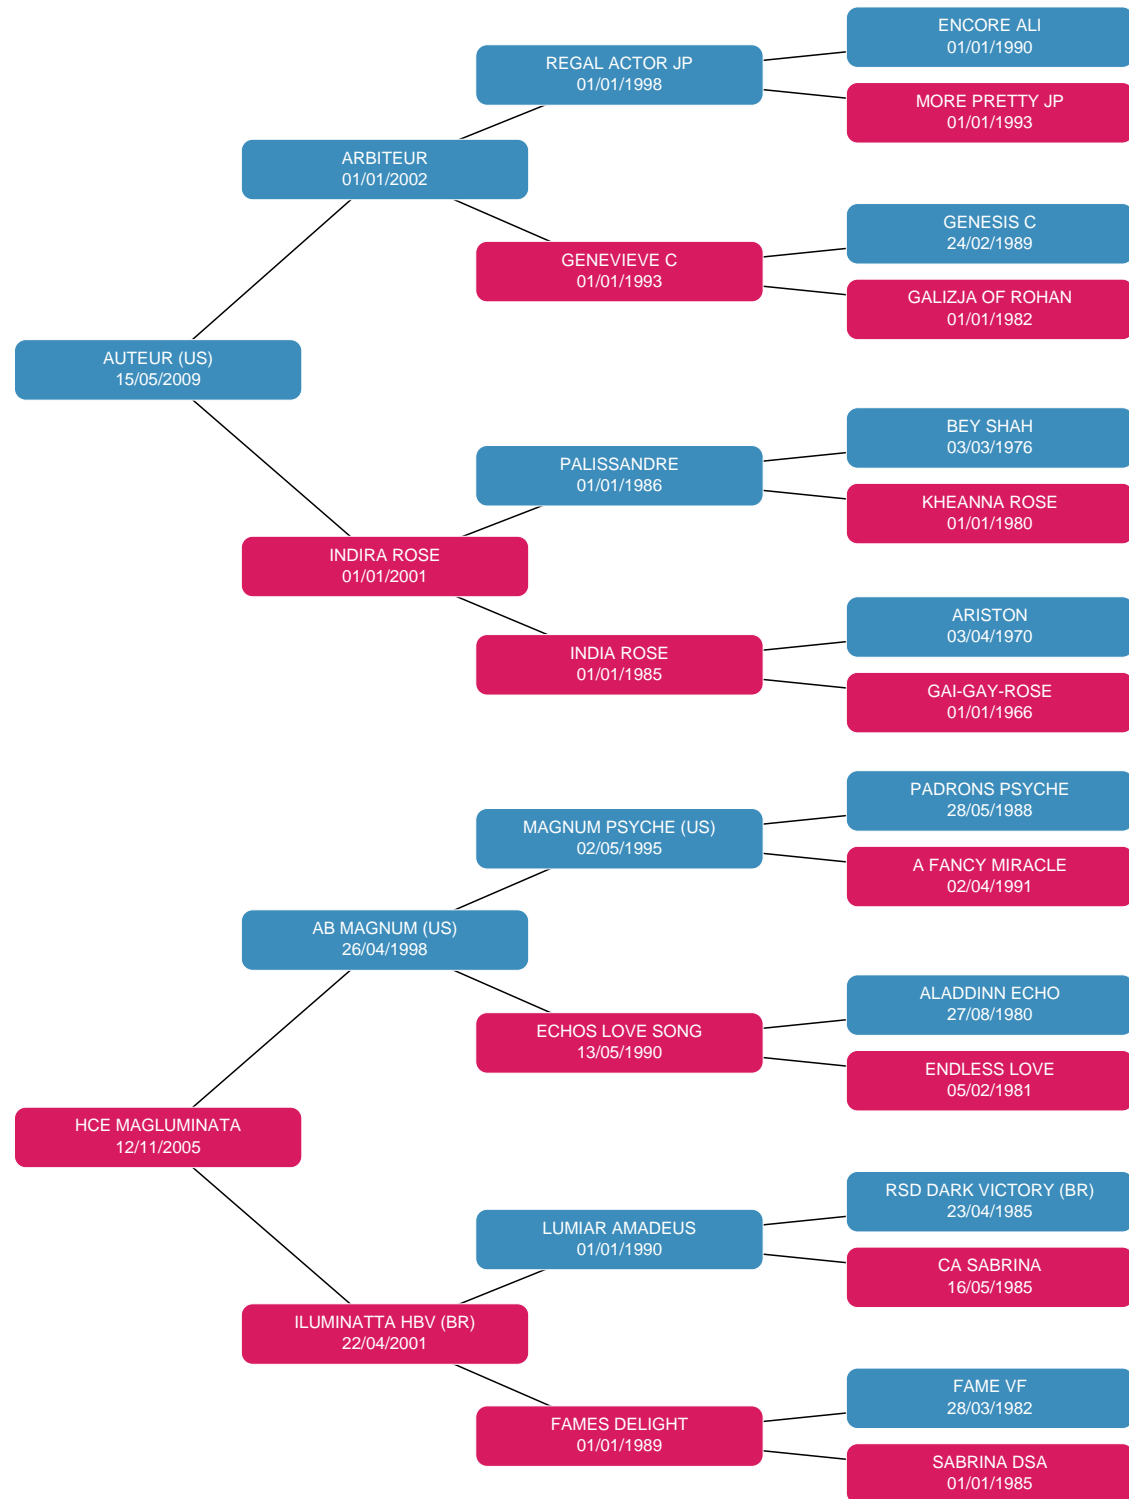 ENCORE ALI
01/01/1990
REGAL ACTOR JP
01/01/1998
MORE PRETTY JP
01/01/1993
ARBITEUR
01/01/2002
GENESIS C
24/02/1989
GENEVIEVE C
01/01/1993
GALIZJA OF ROHAN
01/01/1982
AUTEUR (US)
15/05/2009
BEY SHAH
03/03/1976
PALISSANDRE
01/01/1986
KHEANNA ROSE
01/01/1980
INDIRA ROSE
01/01/2001
ARISTON
03/04/1970
INDIA ROSE
01/01/1985
GAI-GAY-ROSE
01/01/1966
PADRONS PSYCHE
28/05/1988
MAGNUM PSYCHE (US)
02/05/1995
A FANCY MIRACLE
02/04/1991
AB MAGNUM (US)
26/04/1998
ALADDINN ECHO
27/08/1980
ECHOS LOVE SONG
13/05/1990
ENDLESS LOVE
05/02/1981
HCE MAGLUMINATA
12/11/2005
RSD DARK VICTORY (BR)
23/04/1985
LUMIAR AMADEUS
01/01/1990
CA SABRINA
16/05/1985
ILUMINATTA HBV (BR)
22/04/2001
FAME VF
28/03/1982
FAMES DELIGHT
01/01/1989
SABRINA DSA
01/01/1985